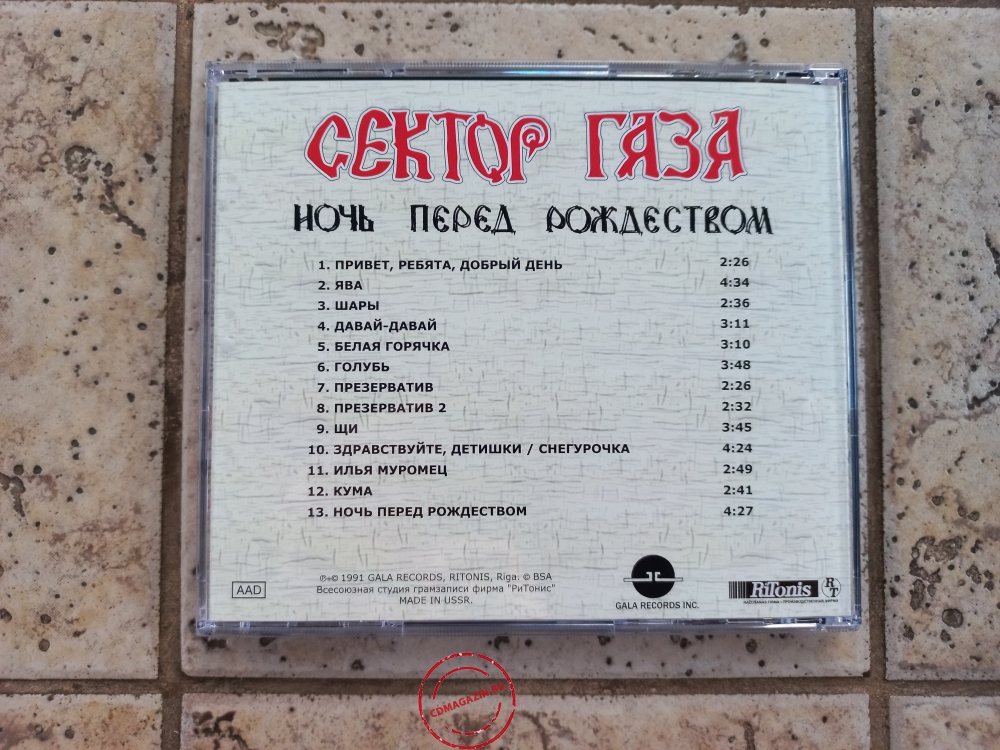 СЕКТОР ГАЗА
НОЧЬ ПЕРЕД РОЖДЕСТВОМ
1. ПРИВЕТ, РЕБЯТА, ДОБРЫЙ ДЕНЬ 2:26
2. ЯВА 4:34
3. ШАРЫ 2:36
4. ДАВАЙ-ДАВАЙ 3:11
5. БЕЛАЯ ГОРЯЧКА 3:10
6. ГОЛУБЬ 3:48
7. ПРЕЗЕРВАТИВ 2:26
8. ПРЕЗЕРВАТИВ 2 2:32
9. ЩИ 3:45
10. ЗДРАВСТВУЙТЕ, ДЕТИШКИ / СНЕГУРОЧКА 4:24
11. ИЛЬЯ МУРОМЕЦ 2:49
12. КУМА 2:41
13. НОЧЬ ПЕРЕД РОЖДЕСТВОМ 4:27
AAD
℗+© 1991 GALA RECORDS, RITONIS, Riga. © BSA
Всесоюзная студия грамзаписи фирма "РиТонис"
MADE IN USSR.
GALA RECORDS INC.
RiTonis
RT